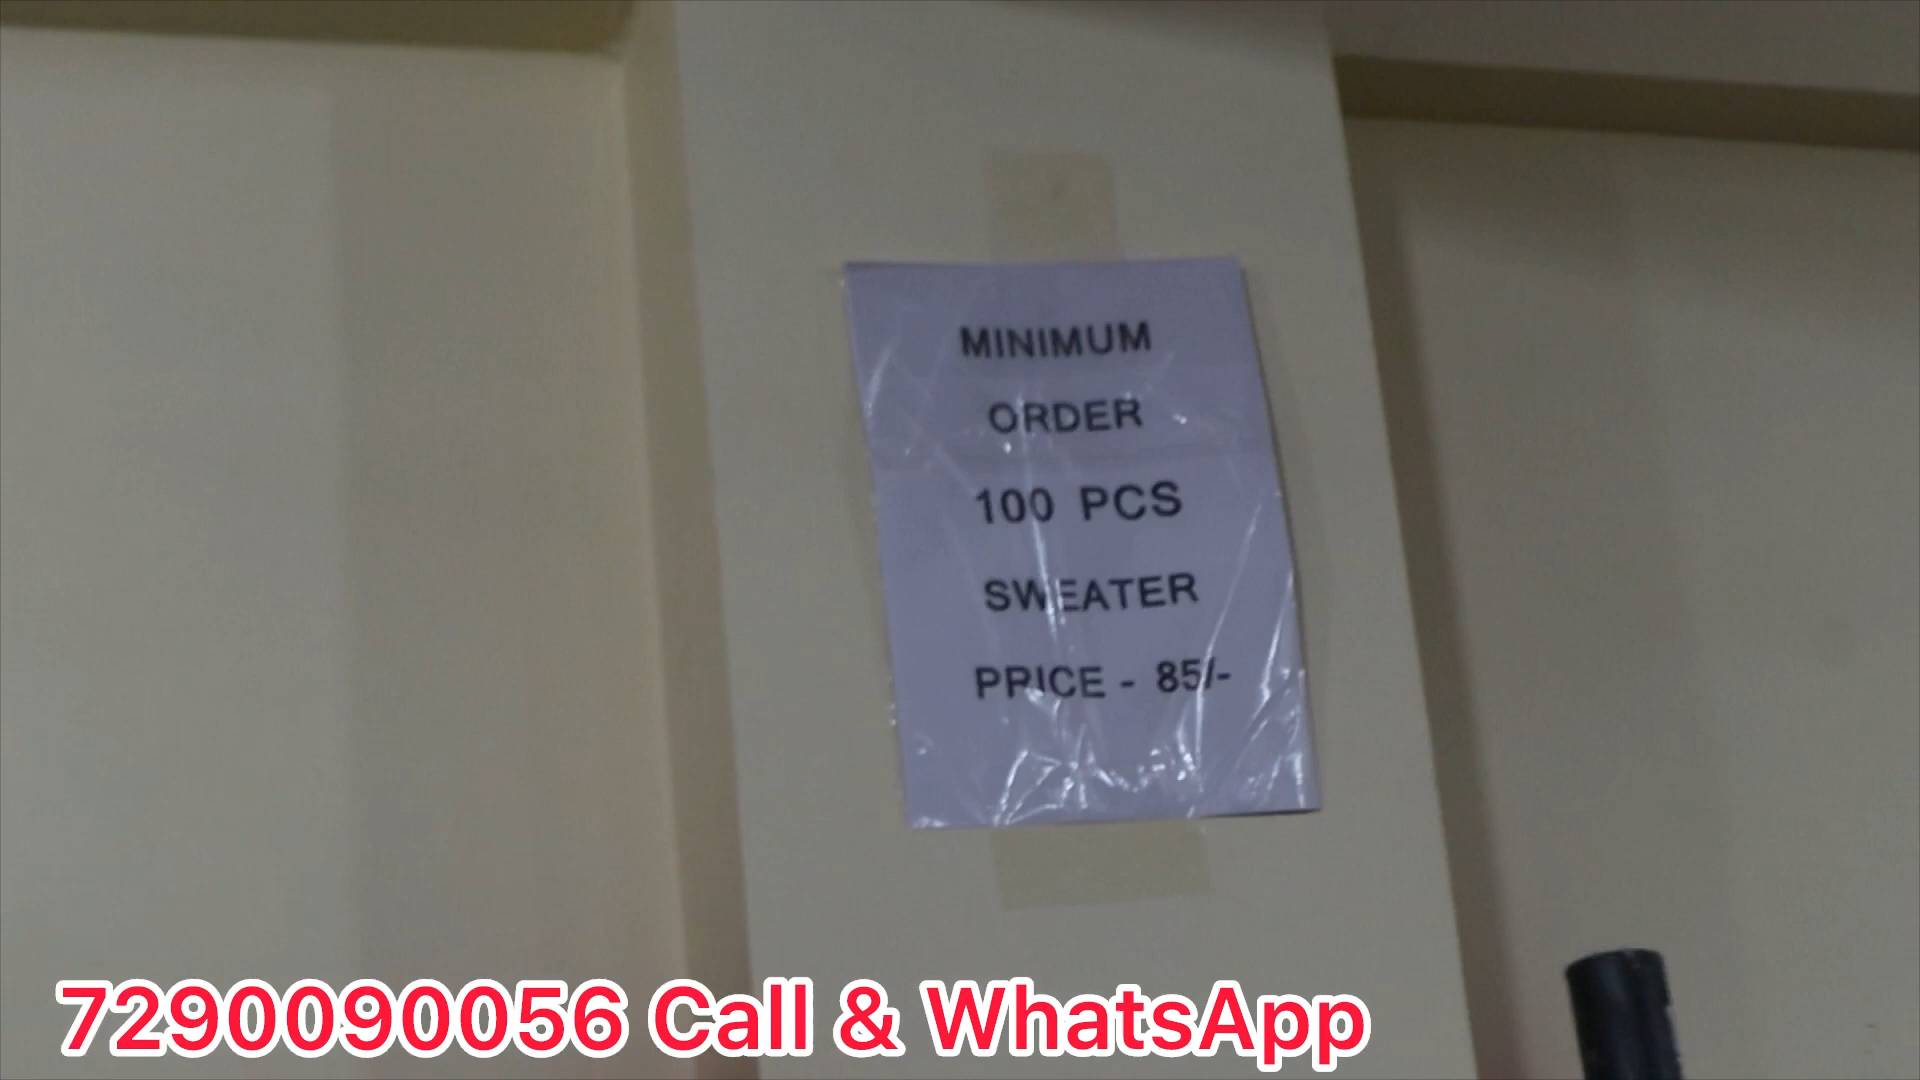 MINIMUM
ORDER
100 PCS
SWEATER
PRICE - 85/-
7290090056 Call & WhatsApp